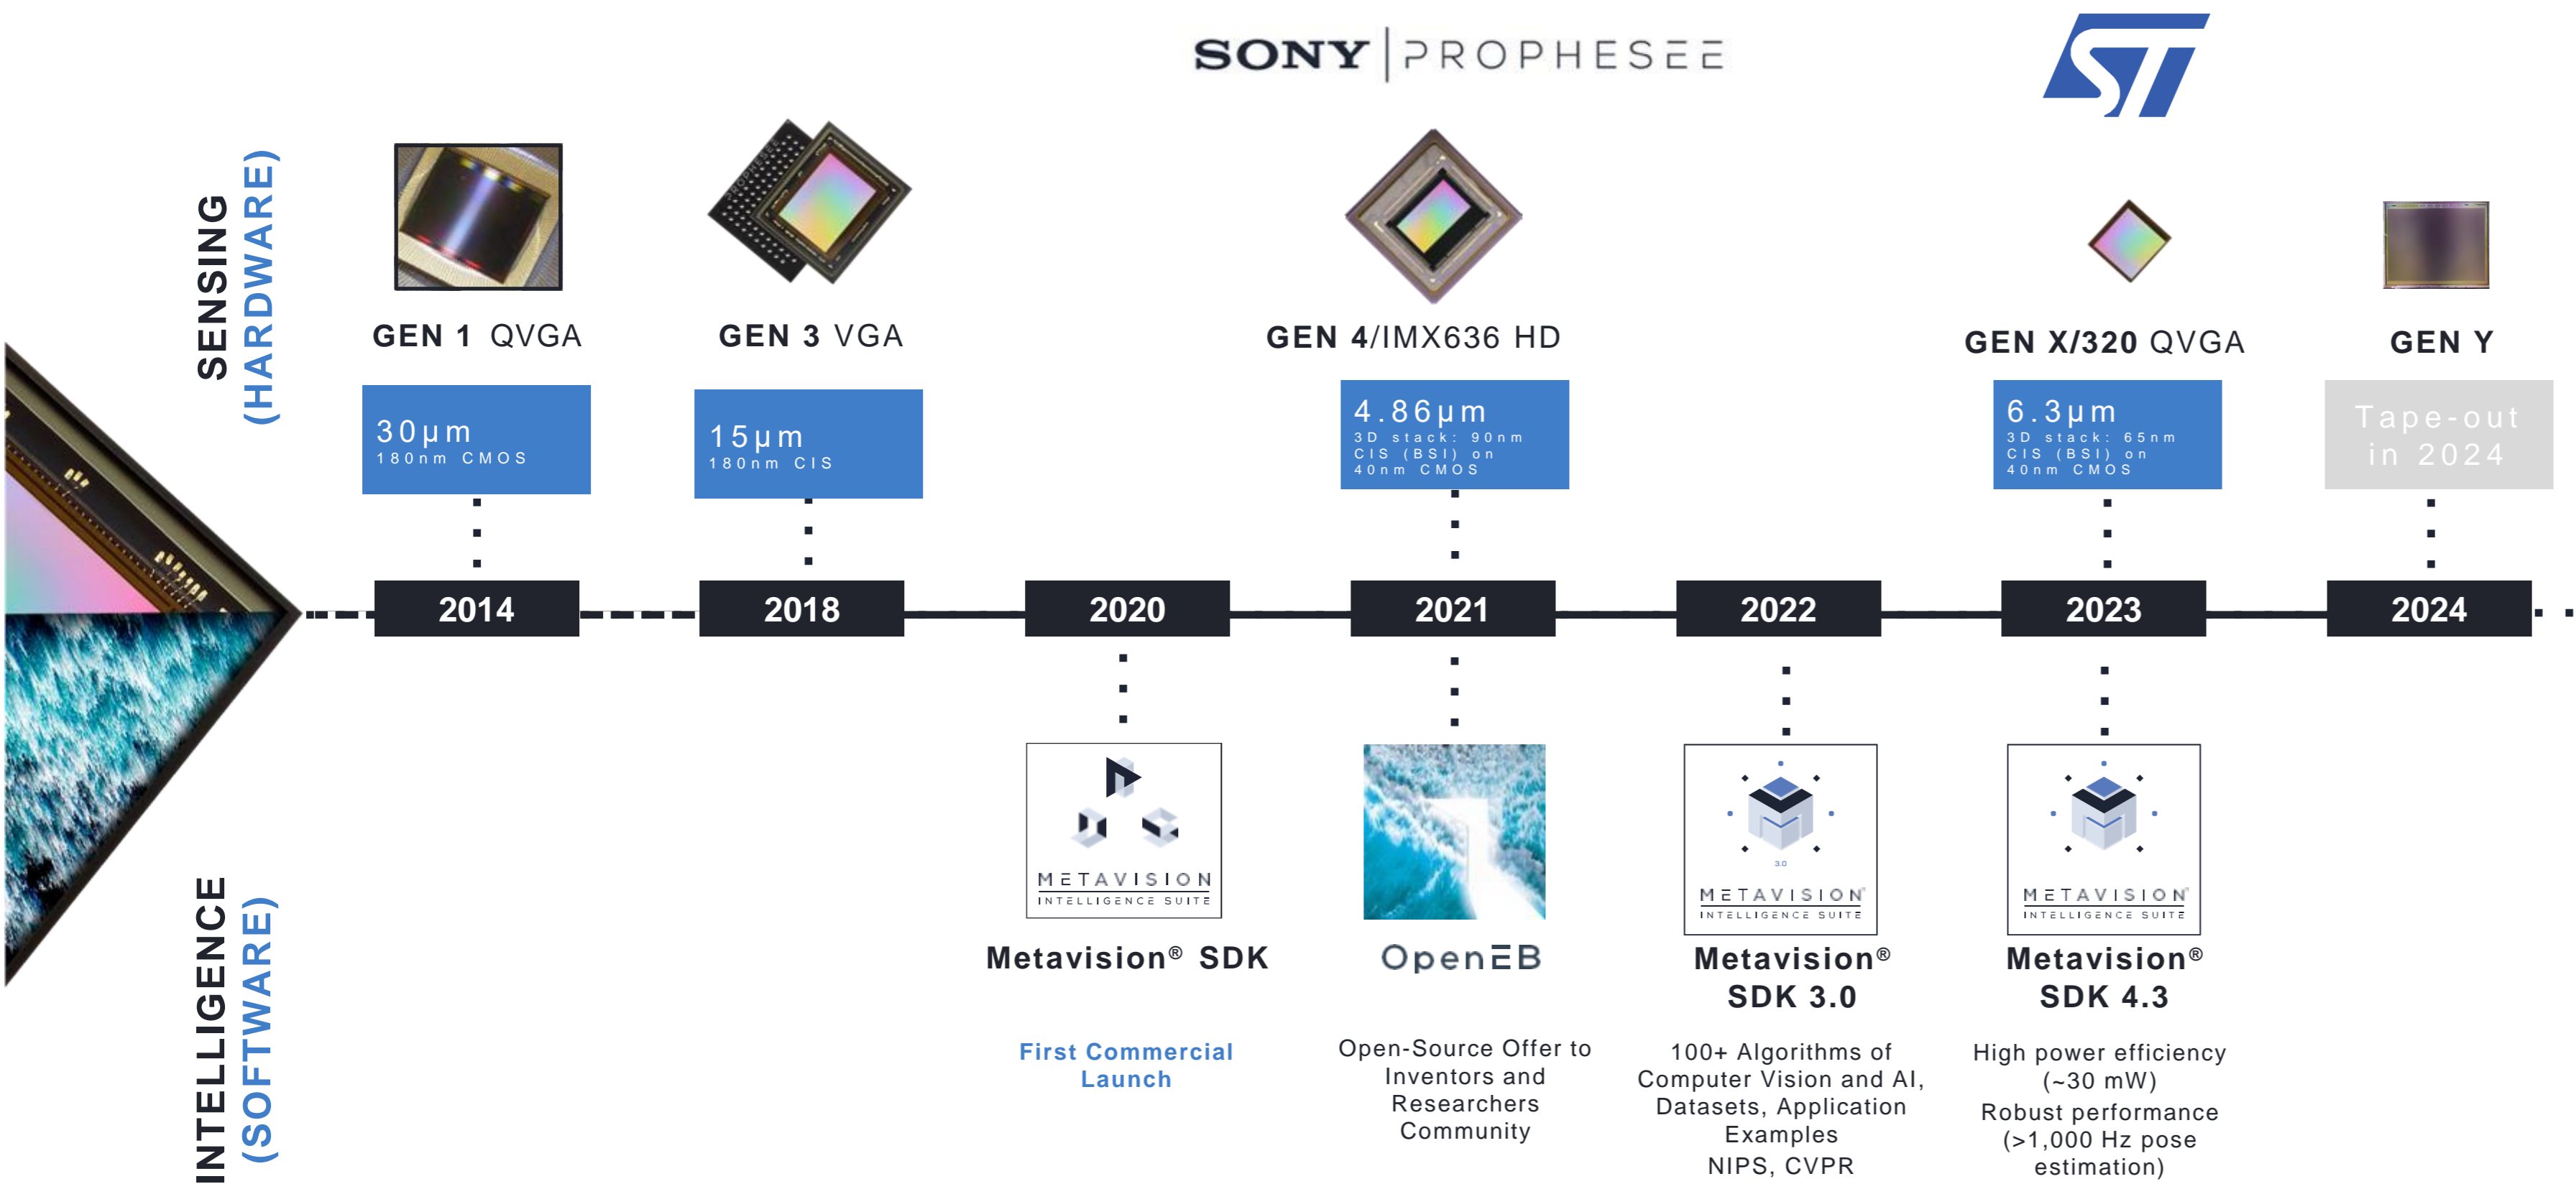 SONY | PROPHESEE
ST
SENSING
(HARDWARE)
GEN 1 QVGA
GEN 3 VGA
GEN 4/IMX636 HD
GEN X/320 QVGA
GEN Y
30µm
180nm CMOS
15µm
180nm CIS
4.86µm
3D stack: 90nm
CIS (BSI) on
40nm CMOS
6.3µm
3D stack: 65nm
CIS (BSI) on
40nm CMOS
Tape-out
in 2024
2014
2018
2020
2021
2022
2023
2024
INTELLIGENCE
(SOFTWARE)
METAVISION
INTELLIGENCE SUITE
Metavision® SDK
First Commercial
Launch
OpenEB
Open-Source Offer to
Inventors and
Researchers
Community
3.0
METAVISION
INTELLIGENCE SUITE
Metavision®
SDK 3.0
100+ Algorithms of
Computer Vision and AI,
Datasets, Application
Examples
NIPS, CVPR
METAVISION
INTELLIGENCE SUITE
Metavision®
SDK 4.3
High power efficiency
(~30 mW)
Robust performance
(>1,000 Hz pose
estimation)